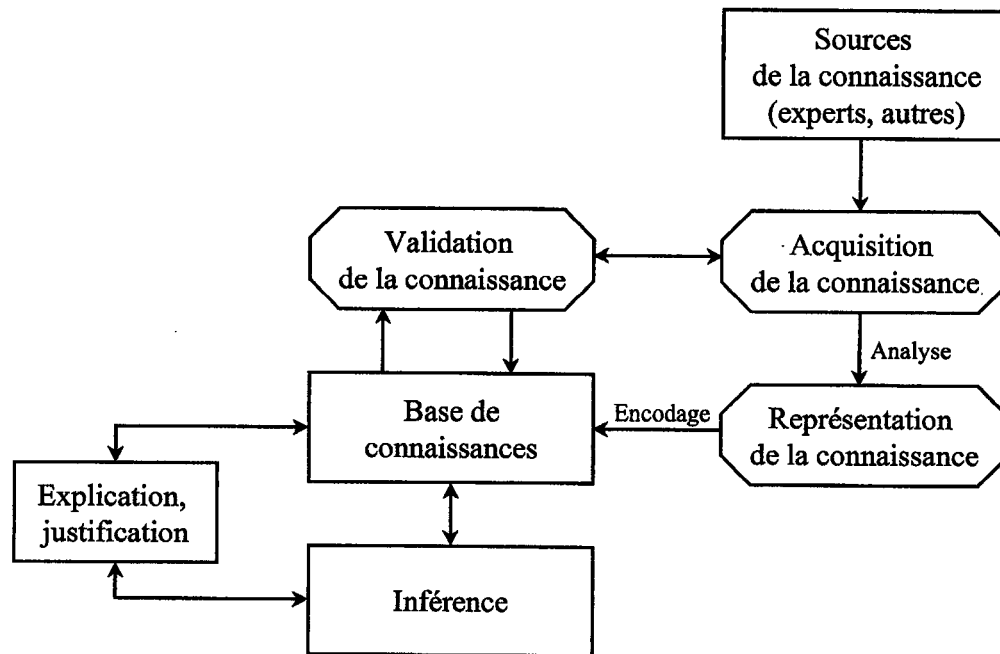 Sources
de la connaissance
(experts, autres)
Validation
de la connaissance
Acquisition
de la connaissance
Analyse
Base de
connaissances
Encodage
Représentation
de la connaissance
Explication,
justification
Inférence